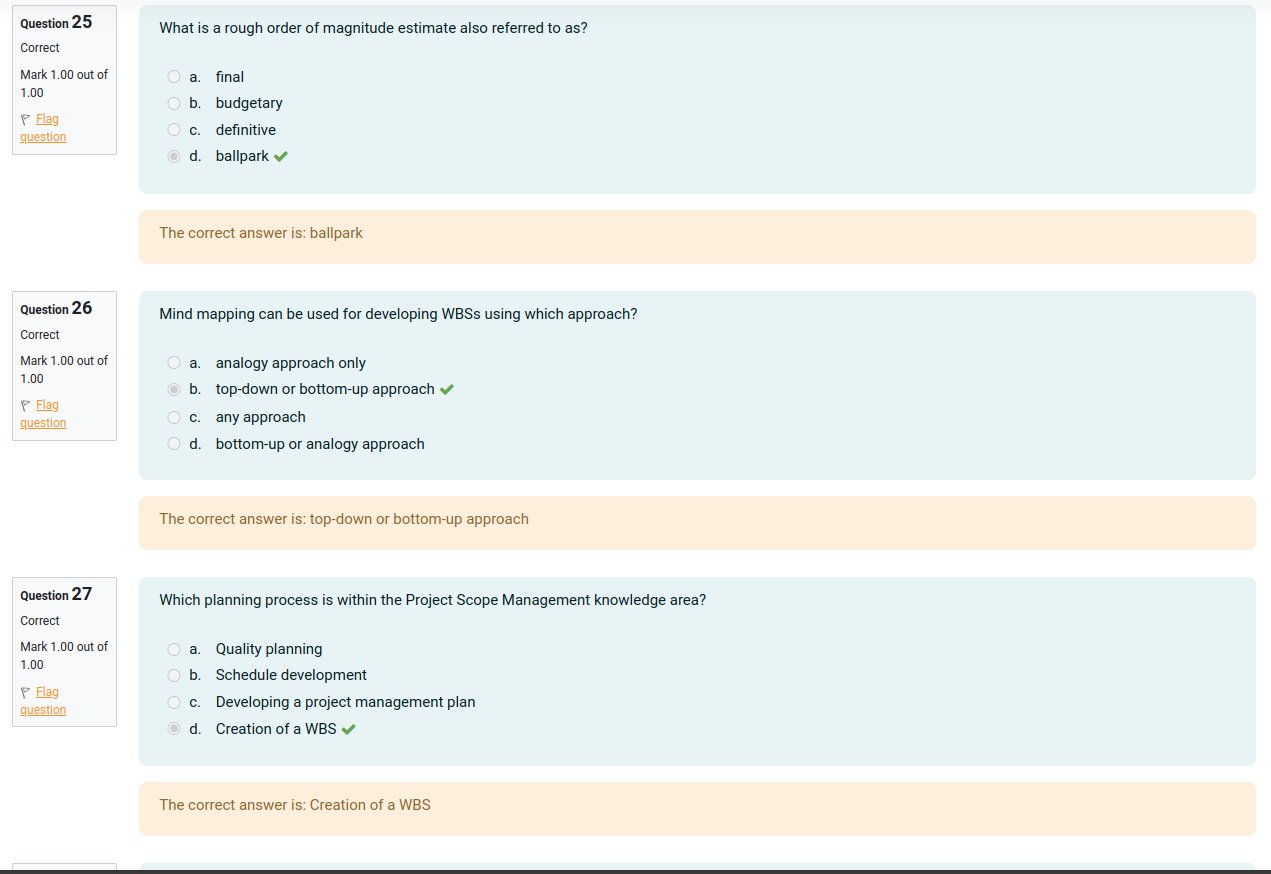 Question 25
Correct
Mark 1.00 out of
1.00
Flag
question
What is a rough order of magnitude estimate also referred to as?
a. final
b. budgetary
c. definitive
d. ballpark
The correct answer is: ballpark
Question 26
Correct
Mark 1.00 out of
1.00
Flag
question
Mind mapping can be used for developing WBSs using which approach?
a. analogy approach only
b. top-down or bottom-up approach
c. any approach
d. bottom-up or analogy approach
The correct answer is: top-down or bottom-up approach
Question 27
Correct
Mark 1.00 out of
1.00
Flag
question
Which planning process is within the Project Scope Management knowledge area?
a. Quality planning
b. Schedule development
c. Developing a project management plan
d. Creation of a WBS
The correct answer is: Creation of a WBS